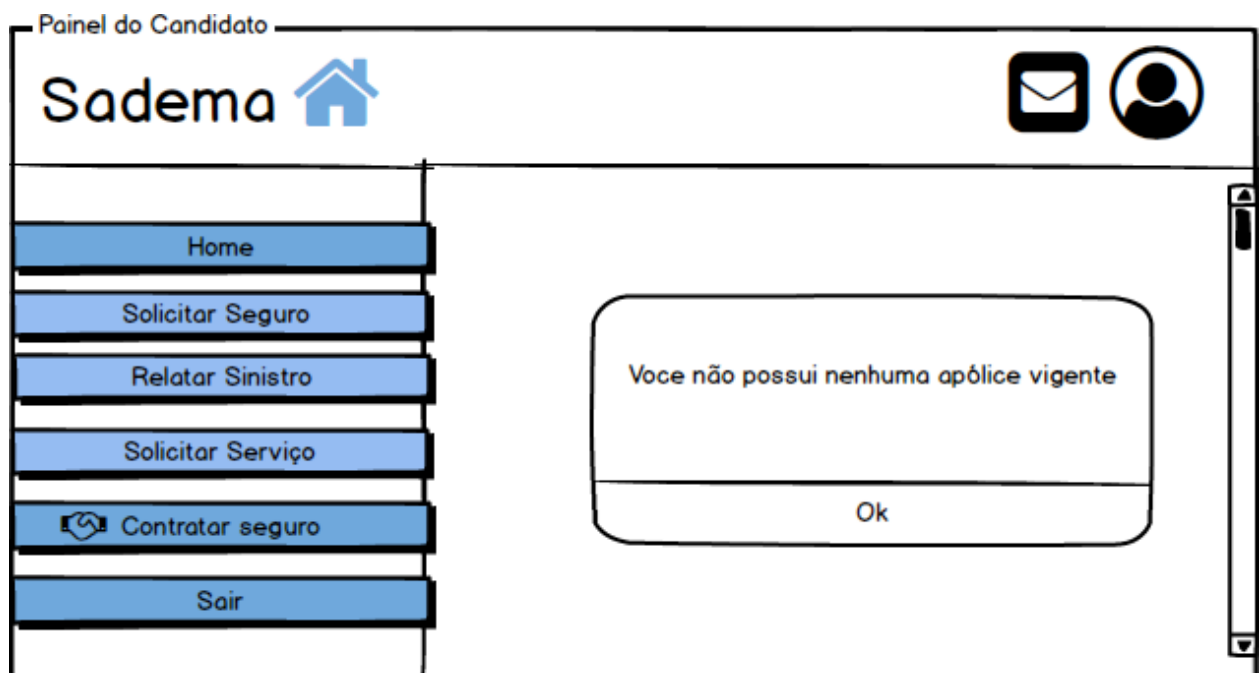 Painel do Candidato
Sadema
Home
Solicitar Seguro
Relatar Sinistro
Solicitar Serviço
Contratar seguro
Sair
Voce não possui nenhuma apólice vigente
Ok